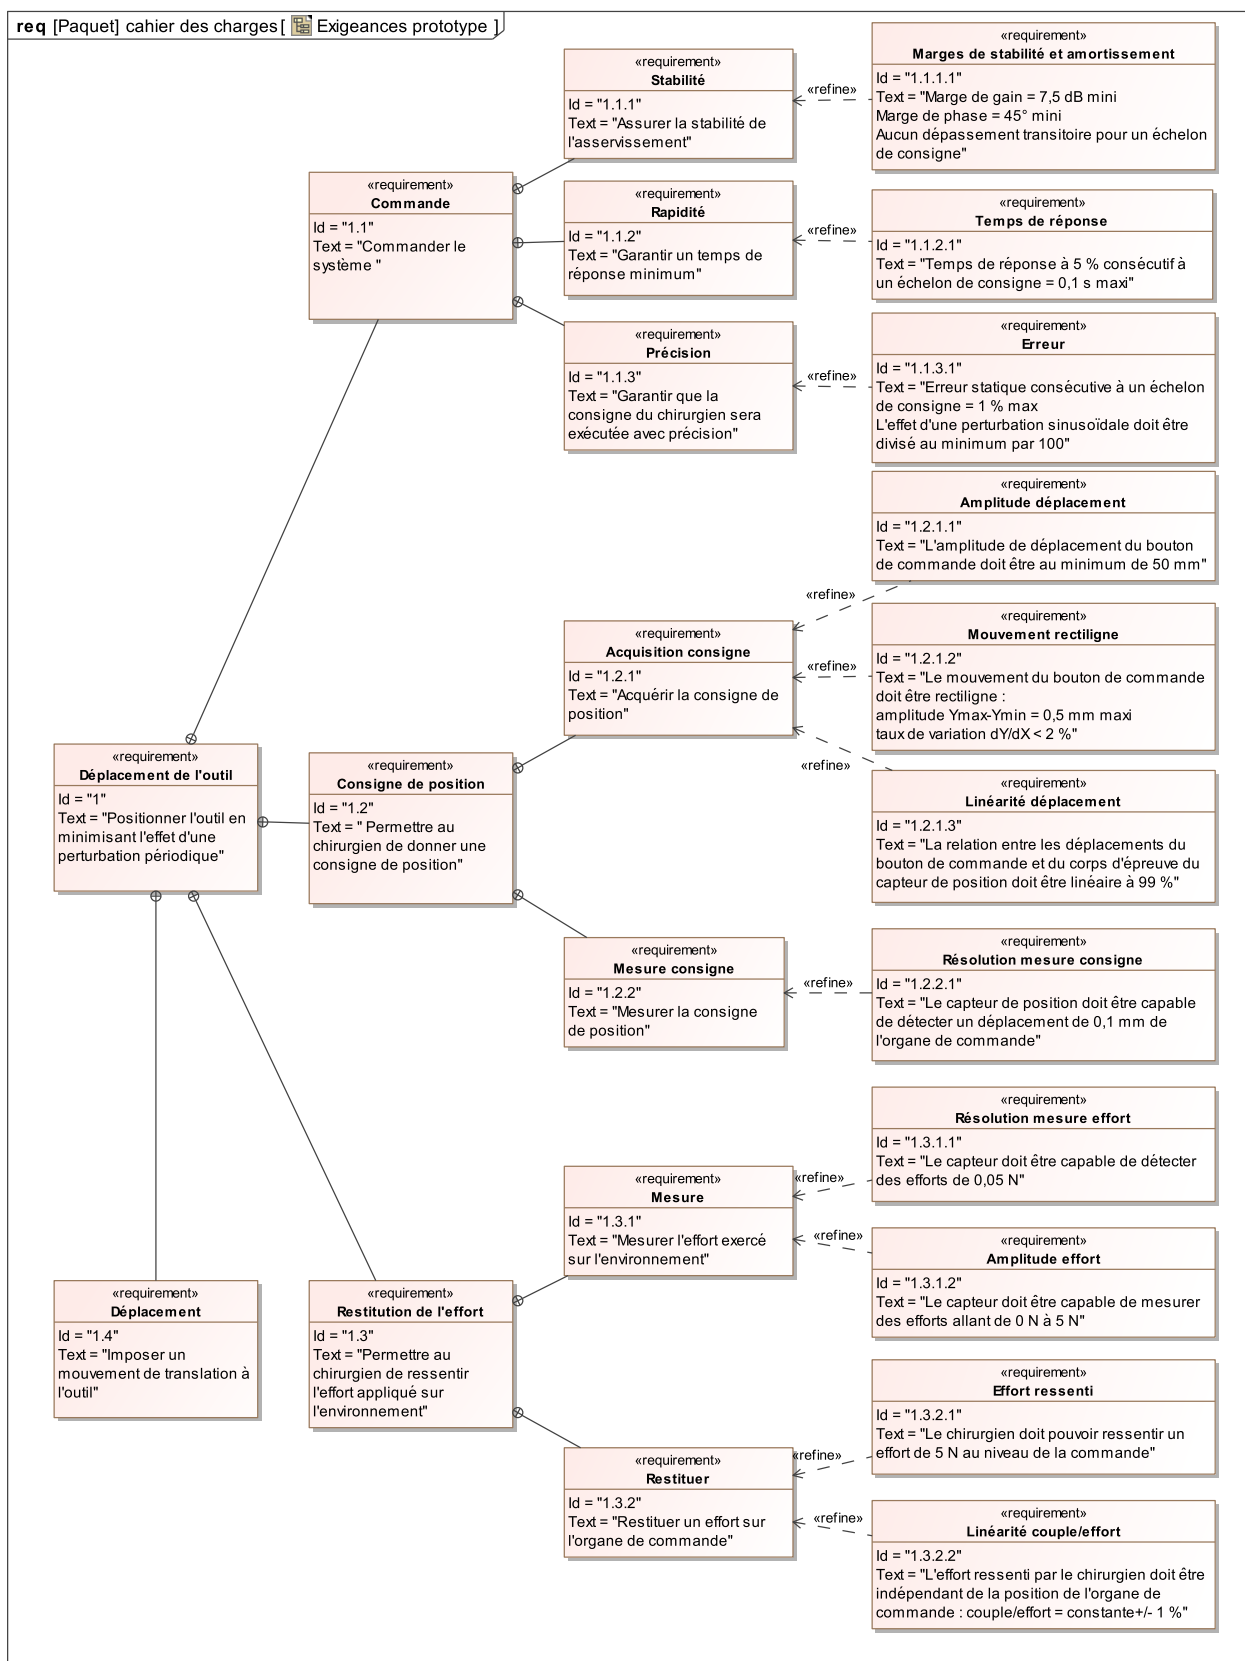 req [Paquet] cahier des charges [ Exigeances prototype ]
«requirement»
Stabilité
Id = "1.1.1"
Text = "Assurer la stabilité de
l'asservissement"
«refine»
«requirement»
Marges de stabilité et amortissement
Id = "1.1.1.1"
Text = "Marge de gain = 7,5 dB mini
Marge de phase = 45° mini
Aucun dépassement transitoire pour un échelon
de consigne"
«requirement»
Commande
Id = "1.1"
Text = "Commander le
système "
«requirement»
Rapidité
Id = "1.1.2"
Text = "Garantir un temps de
réponse minimum"
«refine»
«requirement»
Temps de réponse
Id = "1.1.2.1"
Text = "Temps de réponse à 5 % consécutif à
un échelon de consigne = 0,1 s maxi"
«requirement»
Précision
Id = "1.1.3"
Text = "Garantir que la
consigne du chirurgien sera
exécutée avec précision"
«refine»
«requirement»
Erreur
Id = "1.1.3.1"
Text = "Erreur statique consécutive à un échelon
de consigne = 1 % max
L'effet d'une perturbation sinusoïdale doit être
divisé au minimum par 100"
«requirement»
Amplitude déplacement
Id = "1.2.1.1"
Text = "L'amplitude de déplacement du bouton
de commande doit être au minimum de 50 mm"
«refine»
«requirement»
Acquisition consigne
Id = "1.2.1"
Text = "Acquérir la consigne de
position"
«refine»
«requirement»
Mouvement rectiligne
Id = "1.2.1.2"
Text = "Le mouvement du bouton de commande
doit être rectiligne :
amplitude Ymax-Ymin = 0,5 mm maxi
taux de variation dY/dX < 2 %"
«refine»
«requirement»
Linéarité déplacement
Id = "1.2.1.3"
Text = "La relation entre les déplacements du
bouton de commande et du corps d'épreuve du
capteur de position doit être linéaire à 99 %"
«requirement»
Déplacement de l'outil
Id = "1"
Text = "Positionner l'outil en
minimisant l'effet d'une
perturbation périodique"
«requirement»
Consigne de position
Id = "1.2"
Text = " Permettre au
chirurgien de donner une
consigne de position"
«requirement»
Mesure consigne
Id = "1.2.2"
Text = "Mesurer la consigne
de position"
«refine»
«requirement»
Résolution mesure consigne
Id = "1.2.2.1"
Text = "Le capteur de position doit être capable
de détecter un déplacement de 0,1 mm de
l'organe de commande"
«requirement»
Résolution mesure effort
Id = "1.3.1.1"
Text = "Le capteur doit être capable de détecter
des efforts de 0,05 N"
«refine»
«requirement»
Mesure
Id = "1.3.1"
Text = "Mesurer l'effort exercé
sur l'environnement"
«refine»
«requirement»
Amplitude effort
Id = "1.3.1.2"
Text = "Le capteur doit être capable de mesurer
des efforts allant de 0 N à 5 N"
«requirement»
Déplacement
Id = "1.4"
Text = "Imposer un
mouvement de translation à
l'outil"
«requirement»
Restitution de l'effort
Id = "1.3"
Text = "Permettre au
chirurgien de ressentir
l'effort appliqué sur
l'environnement"
«requirement»
Effort ressenti
Id = "1.3.2.1"
Text = "Le chirurgien doit pouvoir ressentir un
effort de 5 N au niveau de la commande"
«refine»
«requirement»
Restituer
Id = "1.3.2"
Text = "Restituer un effort sur
l'organe de commande"
«refine»
«requirement»
Linéarité couple/effort
Id = "1.3.2.2"
Text = "L'effort ressenti par le chirurgien doit être
indépendant de la position de l'organe de
commande : couple/effort = constante+/- 1 %"